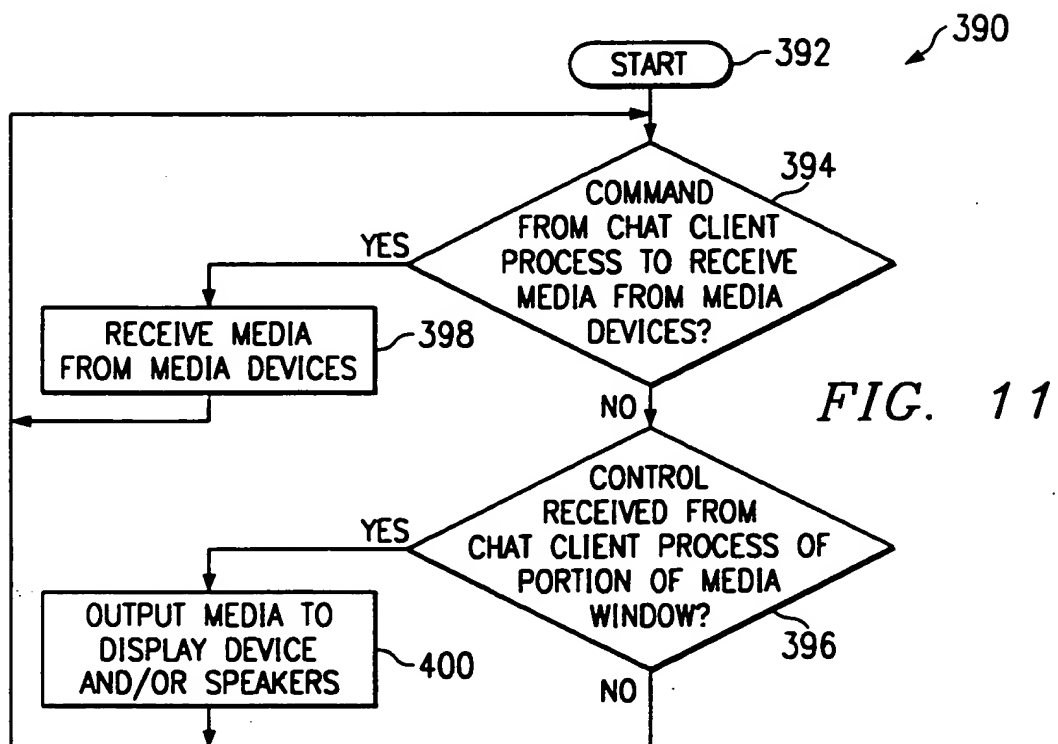 390
START
392
COMMAND
FROM CHAT CLIENT
PROCESS TO RECEIVE
MEDIA FROM MEDIA
DEVICES?
394
YES
RECEIVE MEDIA
FROM MEDIA DEVICES
398
NO
FIG. 11
CONTROL
RECEIVED FROM
CHAT CLIENT PROCESS OF
PORTION OF MEDIA
WINDOW?
396
YES
OUTPUT MEDIA TO
DISPLAY DEVICE
AND/OR SPEAKERS
400
NO